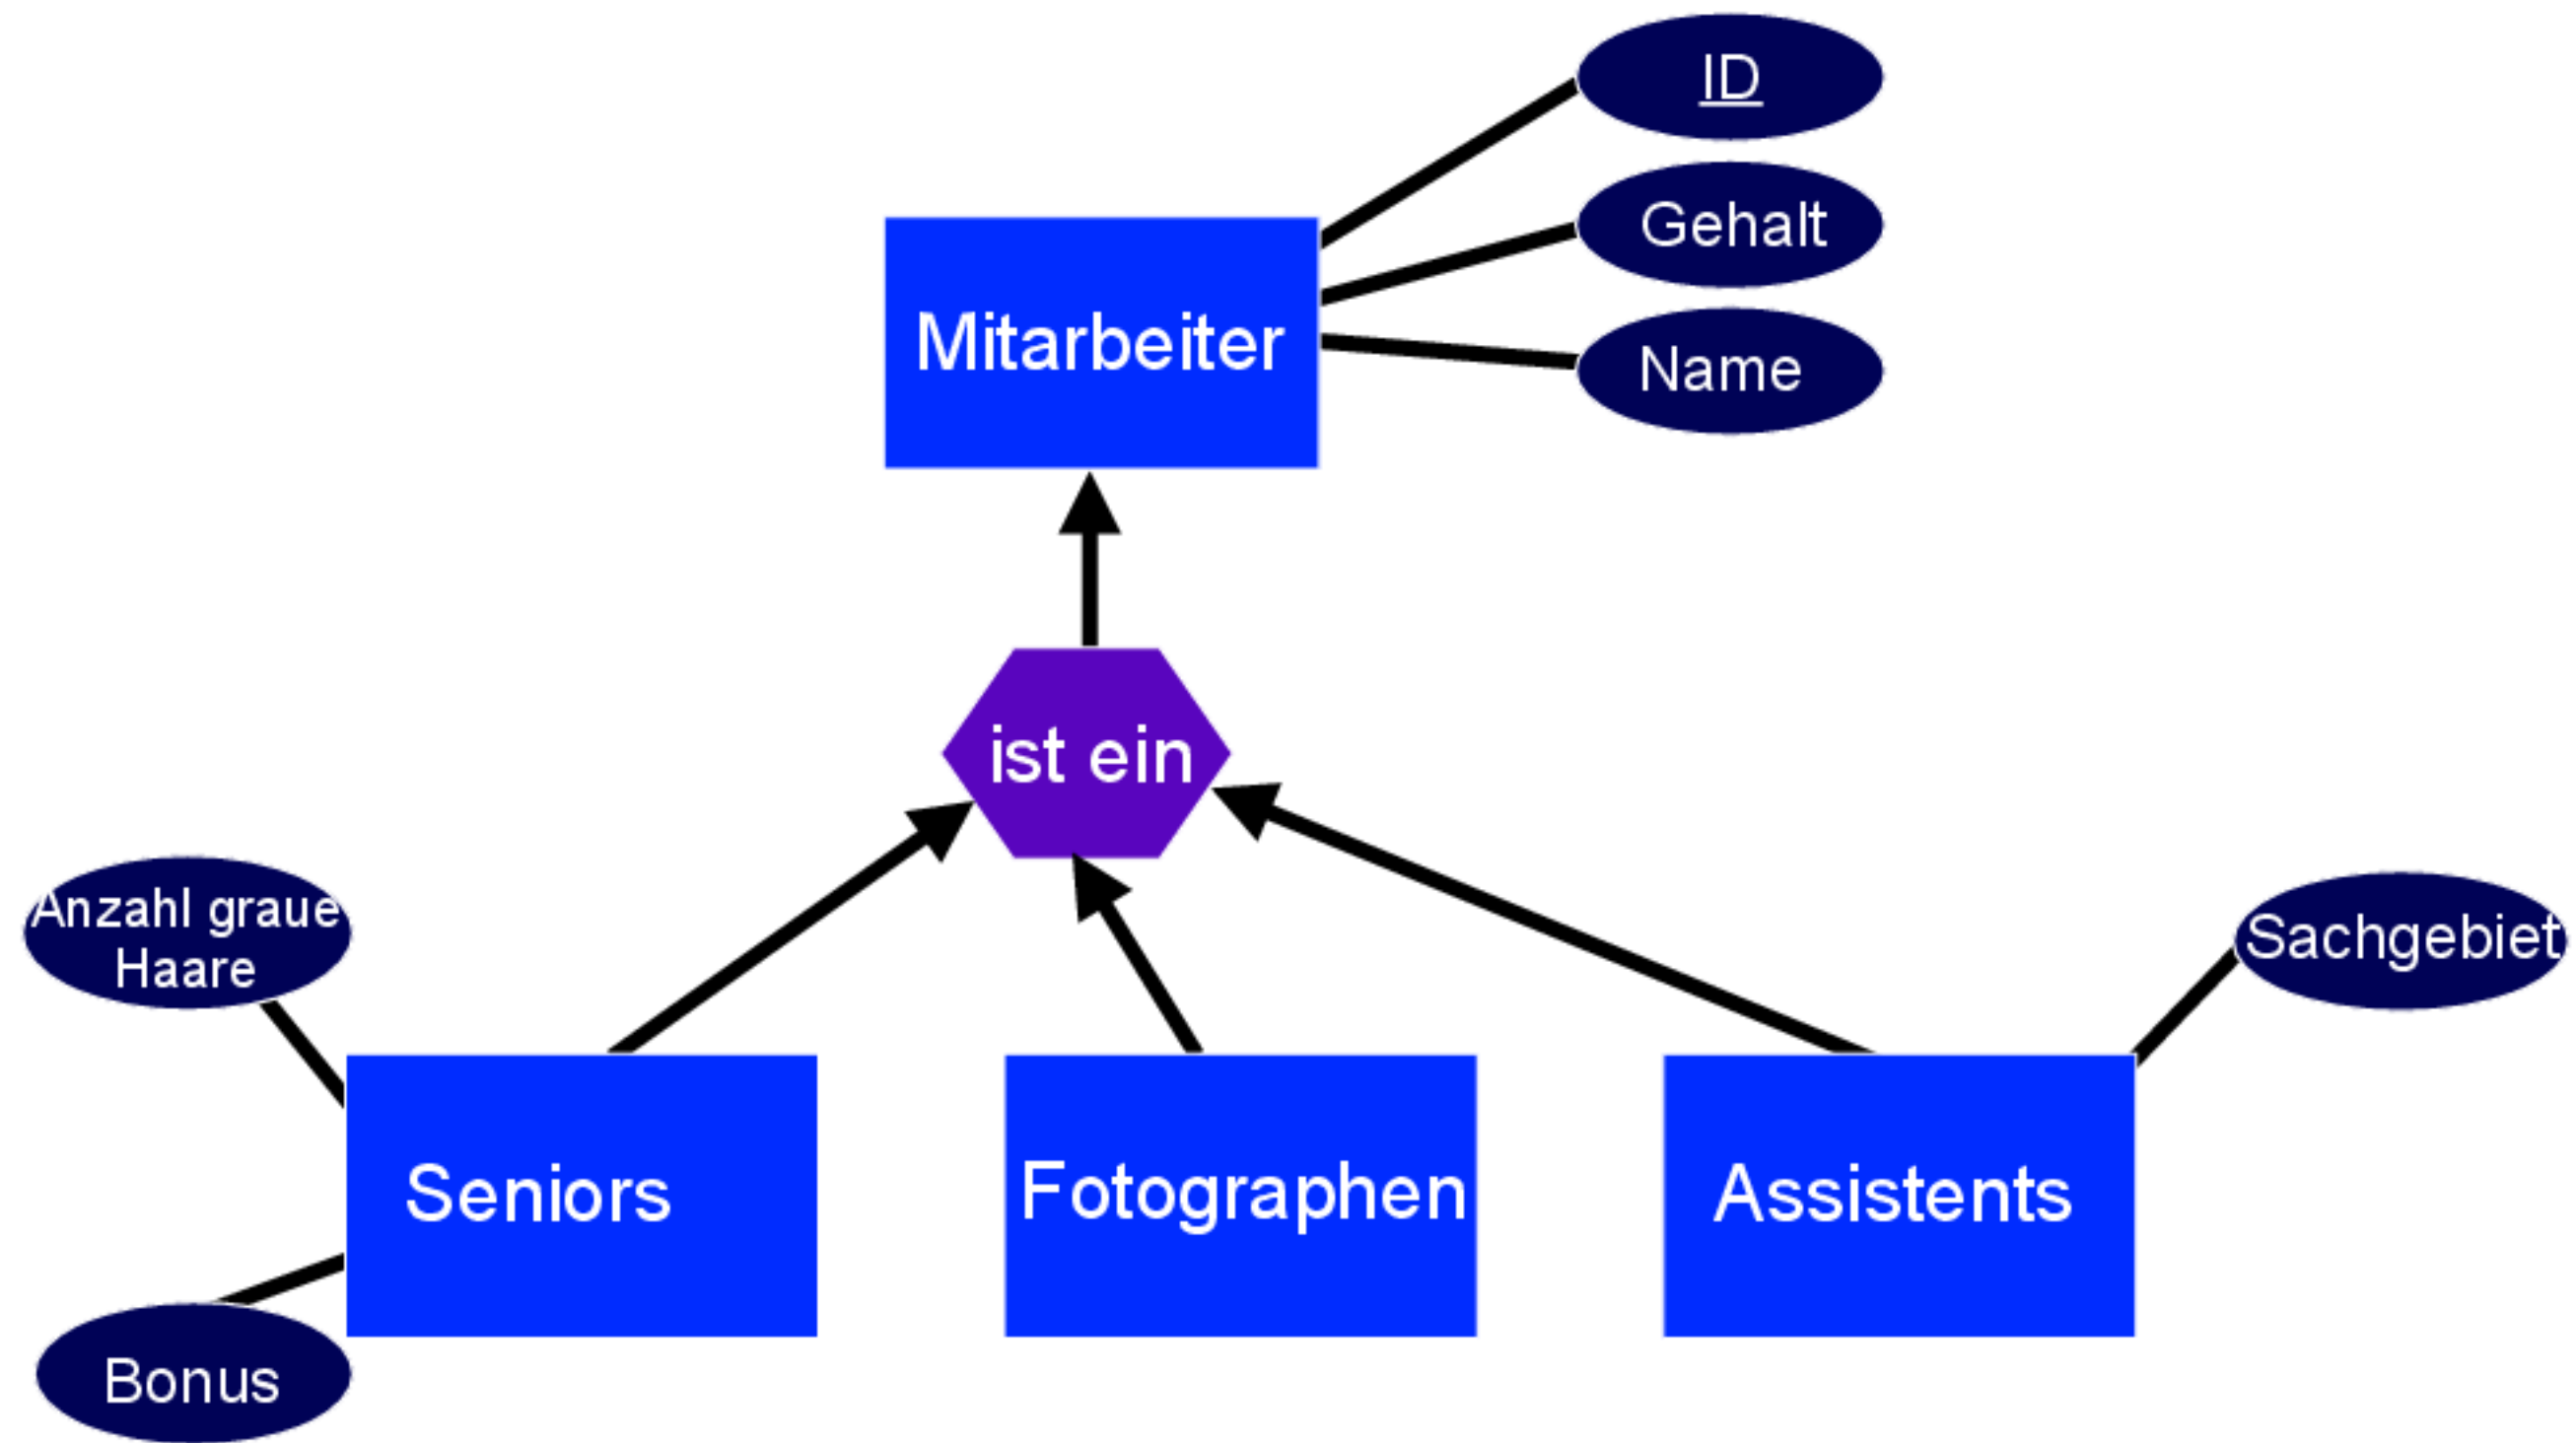 ID
Gehalt
Mitarbeiter
Name
ist ein
Anzahl graue
Haare
Sachgebiet
Seniors
Fotographen
Assistents
Bonus